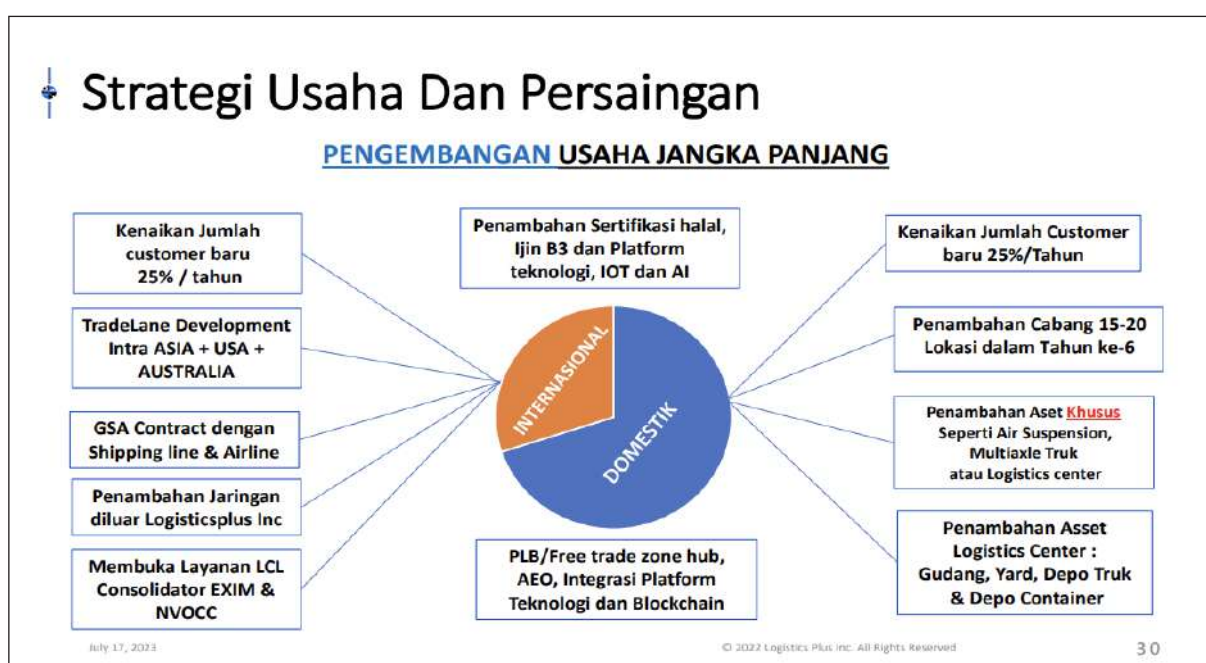 Strategi Usaha Dan Persaingan
PENGEMBANGAN USAHA JANGKA PANJANG
Kenaikan Jumlah
customer baru
25% / tahun
TradeLane Development
Intra ASIA + USA +
AUSTRALIA
GSA Contract dengan
Shipping line & Airline
Penambahan Jaringan
diluar Logisticsplus Inc
Membuka Layanan LCL
Consolidator EXIM &
NVOCC
Penambahan Sertifikasi halal,
Ijin B3 dan Platform
teknologi, IOT dan AI
INTERNASIONAL
DOMESTIK
PLB/Free trade zone hub,
AEO, Integrasi Platform
Teknologi dan Blockchain
Kenaikan Jumlah Customer
baru 25%/Tahun
Penambahan Cabang 15-20
Lokasi dalam Tahun ke-6
Penambahan Aset Khusus
Seperti Air Suspension,
Multiaxle Truk
atau Logistics center
Penambahan Asset
Logistics Center :
Gudang, Yard, Depo Truk
& Depo Container
July 17, 2023
© 2022 Logistics Plus Inc. All Rights Reserved
30